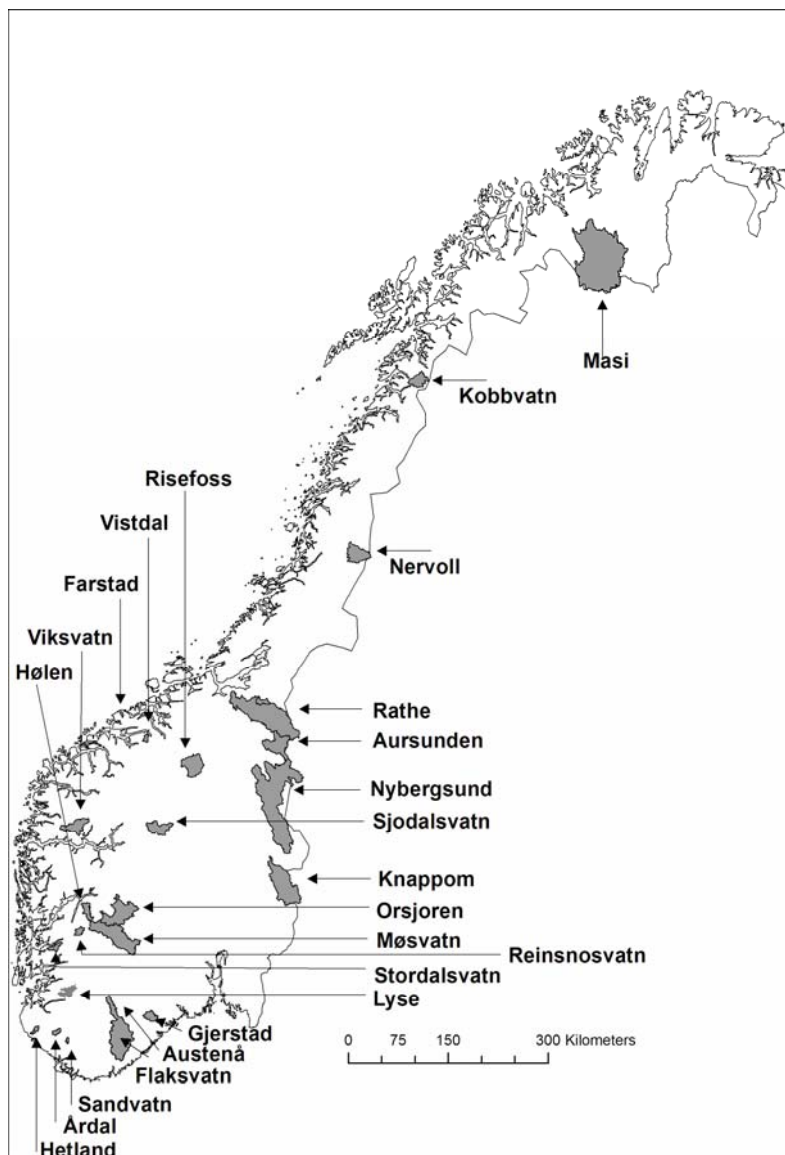 Masi
Kobbvatn
Risefoss
Vistdal
Nervoll
Farstad
Viksvatn
Hølen
Rathe
Aursunden
Nybergsund
Sjodalsvatn
Knappom
Orsjoren
Møsvatn
Reinsnosvatn
Stordalsvatn
Lyse
Gjerstad
Austenå
Flaksvatn
0 75 150 300 Kilometers
Sandvatn
Årdal
Hetland